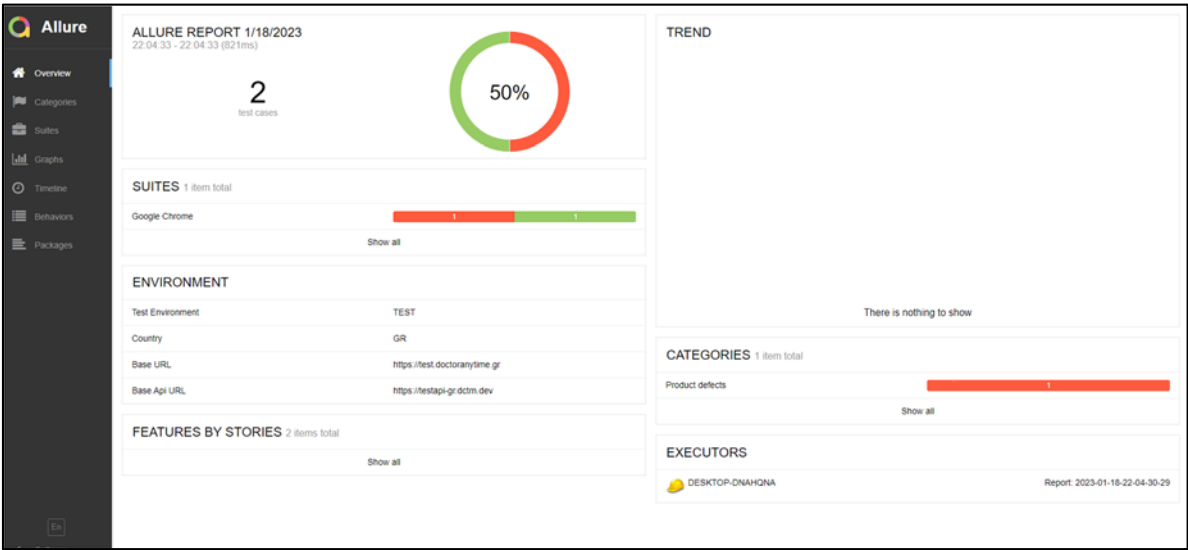 Allure
Overview
Categories
Suites
Graphs
Timeline
Behaviors
Packages
En
ALLURE REPORT 1/18/2023
22:04:33 - 22:04:33 (821ms)
2
test cases
50%
SUITES 1 item total
Google Chrome 1 1
Show all
ENVIRONMENT
Test Environment TEST
Country GR
Base URL https://test.doctoranytime.gr
Base Api URL https://testapi-gr.dctrn.dev
FEATURES BY STORIES 2 items total
Show all
TREND
There is nothing to show
CATEGORIES 1 item total
Product defects 1
Show all
EXECUTORS
DESKTOP-DNAHQNA Report: 2023-01-18-22-04-30-29